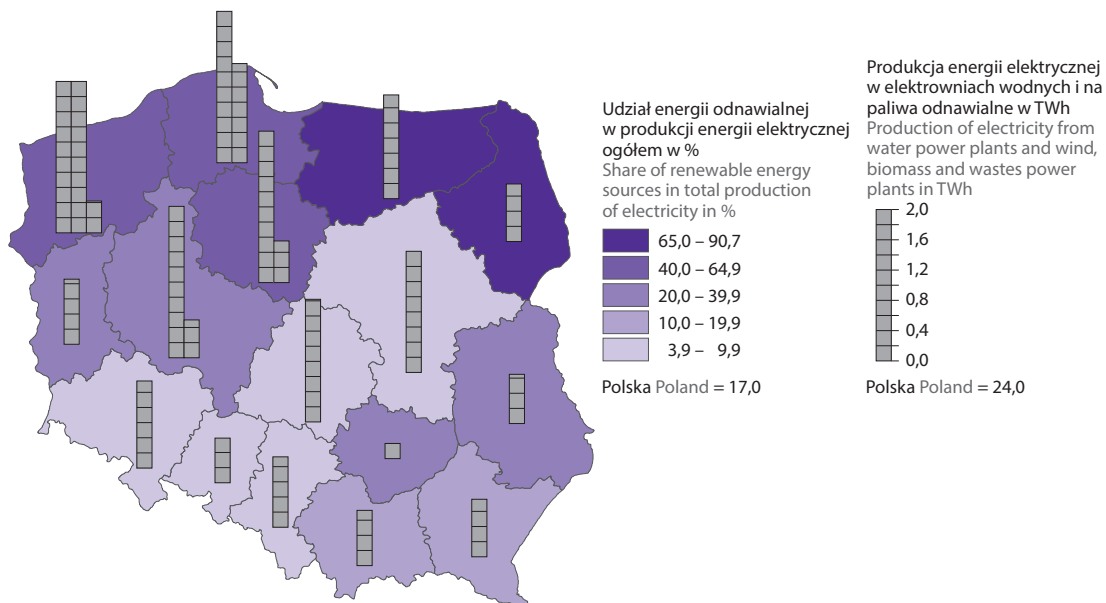 Udział energii odnawialnej
w produkcji energii elektrycznej
ogółem w %
Share of renewable energy
sources in total production
of electricity in %
65,0 – 90,7
40,0 – 64,9
20,0 – 39,9
10,0 – 19,9
3,9 – 9,9
Polska Poland = 17,0
Produkcja energii elektrycznej
w elektrowniach wodnych i na
paliwa odnawialne w TWh
Production of electricity from
water power plants and wind,
biomass and wastes power
plants in TWh
2,0
1,6
1,2
0,8
0,4
0,0
Polska Poland = 24,0